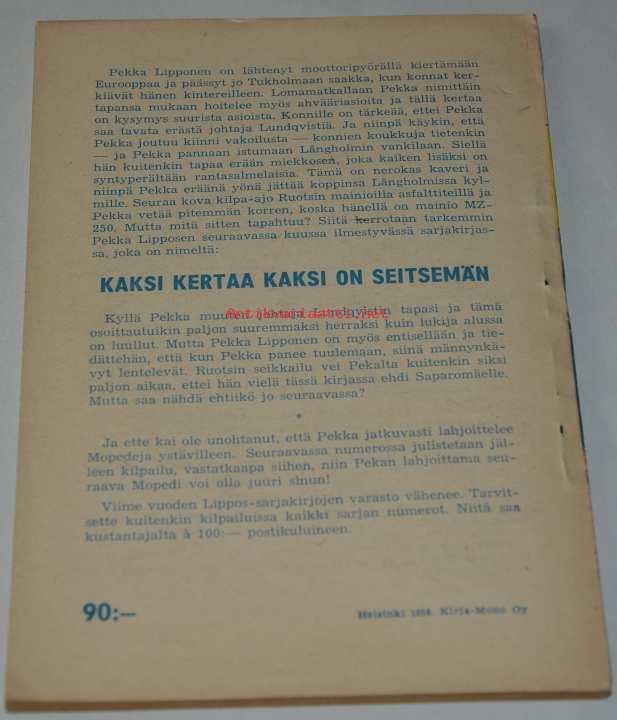 Pekka Lipponen on lähtenyt moottoripyörällä kiertämään
Eurooppaa ja päässyt jo Tukholmaan saakka, kun konnat ker-
kiävät hänen kintereilleen. Lomamatkallaan Pekka nimittäin
tapansa mukaan hoitelee myös ahvääriasioita ja tällä kertaa
on kysymys suurista asioista. Konnille on tärkeää, ettei Pekka
saa tavata erästä johtaja Lundqvistiä. Ja niinpä käykin, että
Pekka joutuu kiinni vakoilusta — konnien koukkuja tietenkin
— ja Pekka pannaan istumaan Långholmin vankilaan. Siellä
hän kuitenkin tapaa erään miekkosen, joka kaiken lisäksi on
syntyperältään rantasalmelaisia. Tämä on nerokas kaveri ja
niinpä Pekka eräänä yönä jättää koppinsa Långholmissa kyl-
mille. Seuraa kova kilpa-ajo Ruotsin mainioilla asfalttiteillä ja
Pekka vetää pitemmän korren, koska hänellä on mainio MZ-
250. Mutta mitä sitten tapahtuu? Siitä kerrotaan tarkemmin
Pekka Lipposen seuraavassa kuussa ilmestyvässä sarjakirjas-
sa, joka on nimeltä:
KAKSI KERTAA KAKSI ON SEITSEMÄN
Kyllä Pekka muuten johtaja Lundqvistin tapasi ja tämä
osoittautuikin paljon suuremmaksi herraksi kuin lukija alussa
on luullut. Mutta Pekka Lipponen on myös entisellään ja tie-
dättehän, että kun Pekka panee tuulemaan, siinä männynkä-
vyt lentelevät. Ruotsin seikkailu vei Pekalta kuitenkin siksi
paljon aikaa, ettei hän vielä tässä kirjassa ehdi Saparomäelle.
Mutta saa nähdä ehtiikö jo seuraavassa?
*
Ja ette kai ole unohtanut, että Pekka jatkuvasti lahjoittelee
Mopedeja ystävilleen. Seuraavassa numerossa julistetaan jäl-
leen kilpailu, vastatkaapa siihen, niin Pekan lahjoittama seu-
raava Mopedi voi olla juuri sinun!
Viime vuoden Lippos-sarjakirjojen varasto vähenee. Tarvit-
sette kuitenkin kilpailuissa kaikki sarjan numerot. Niitä saa
kustantajalta à 100:— postikuluineen.
90:—
Helsinki Kirja-Mono Oy